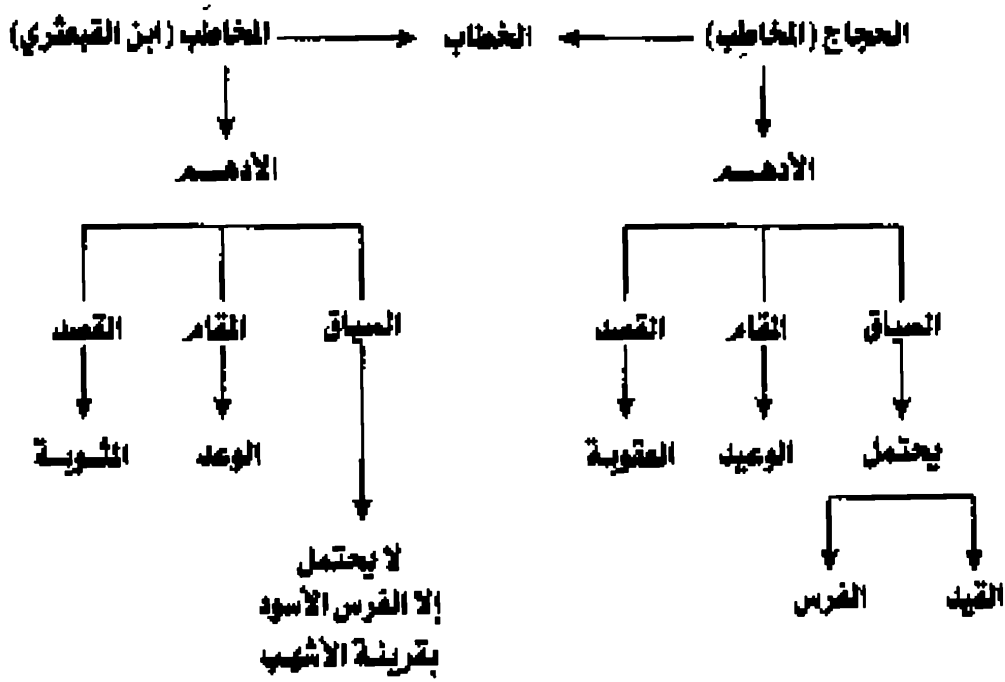 الحجاج (المخاطِب) الخطاب المخاطَب (ابن القبعثري)
الأدهم الأدهم
السياق المقام القصد السياق المقام القصد
يحتمل الوعيد العقوبة الوعد المثوبة
القيد الفرس
لا يحتمل
إلا الفرس الأسود
بقرينة الأشهب